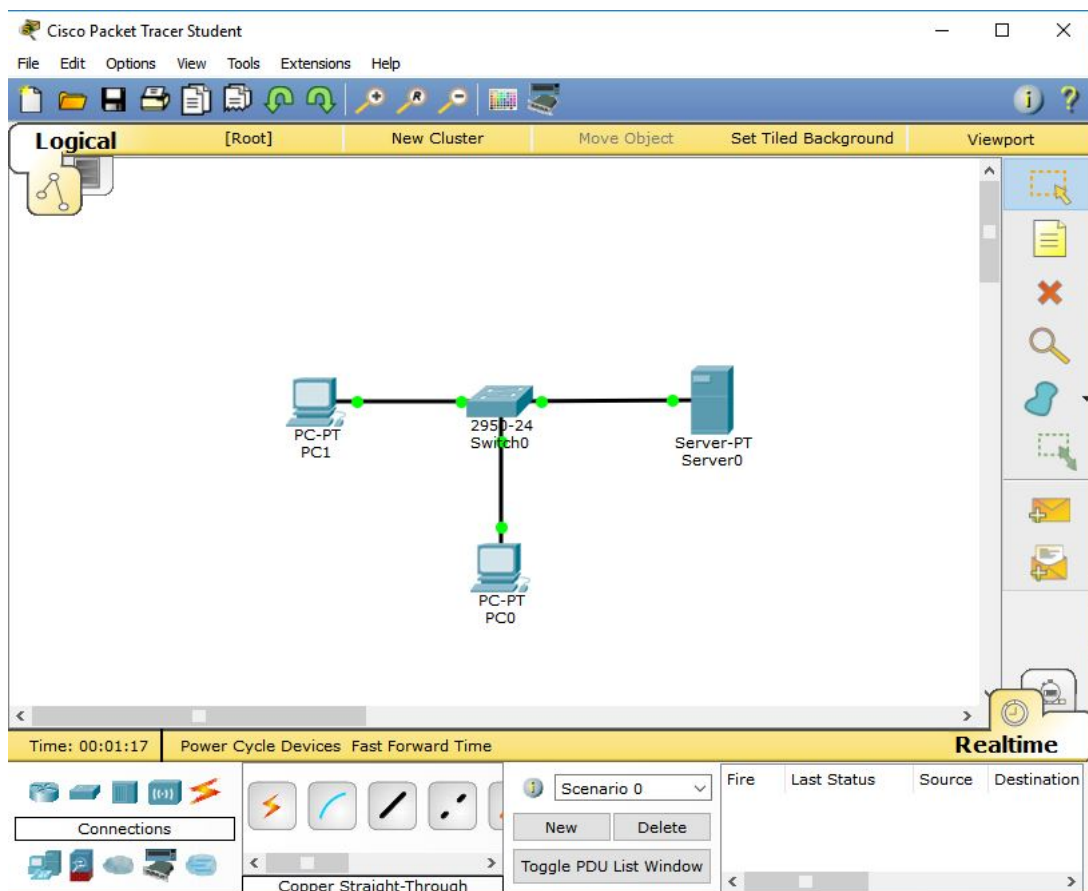 Cisco Packet Tracer Student
File Edit Options View Tools Extensions Help
Logical [Root] New Cluster Move Object Set Tiled Background Viewport
PC-PT
PC1
2950-24
Switch0
Server-PT
Server0
PC-PT
PC0
Time: 00:01:17 Power Cycle Devices Fast Forward Time Realtime
Scenario 0
Fire Last Status Source Destination
Connections
New Delete
Toggle PDU List Window
Copper Straight-Through